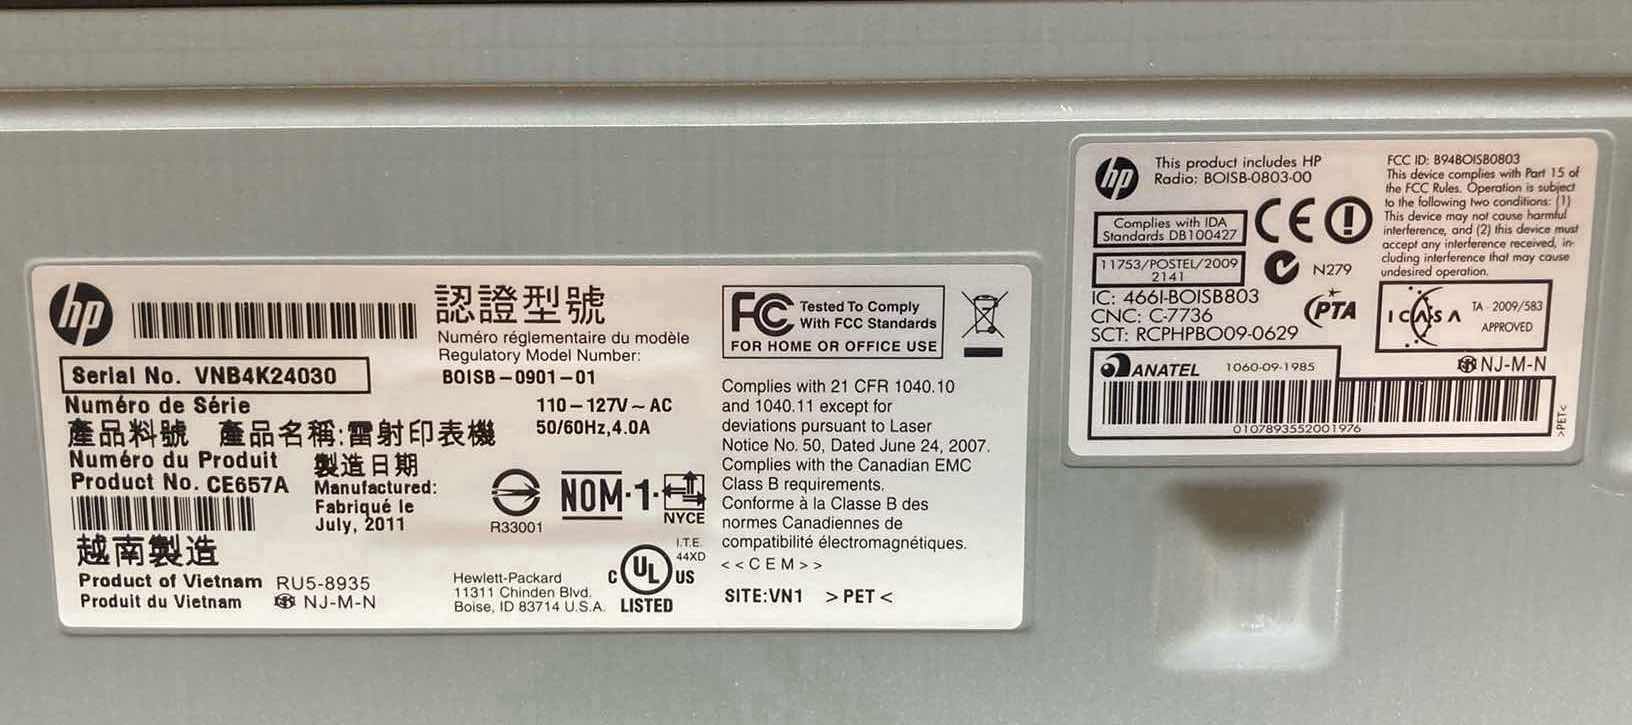 hp
認證型號
Numéro réglementaire du modèle
Regulatory Model Number:
BOISB-0901-01
Serial No. VNB4K24030
Numéro de Série
110-127V~AC
50/60Hz,4.0A
產品料號 產品名稱:雷射印表機
Numéro du Produit
Product No. CE657A
製造日期
Manufactured:
Fabriqué le
July, 2011
越南製造
Product of Vietnam RU5-8935
Produit du Vietnam NJ-M-N
R33001
NOM-1-
NYCE
Hewlett-Packard
11311 Chinden Blvd.
Boise, ID 83714 U.S.A.
I.T.E.
44XD
C UL US
LISTED
FC Tested To Comply
With FCC Standards
FOR HOME OR OFFICE USE
Complies with 21 CFR 1040.10
and 1040.11 except for
deviations pursuant to Laser
Notice No. 50, Dated June 24, 2007.
Complies with the Canadian EMC
Class B requirements.
Conforme à la Classe B des
normes Canadiennes de
compatibilité électromagnétiques.
<<CEM>>
SITE:VN1 >PET<
hp
This product includes HP
Radio: BOISB-0803-00
Complies with IDA
Standards DB100427
11753/POSTEL/2009
2141
CE
N279
IC: 466I-BOISB803
CNC: C-7736
SCT: RCPHPBO09-0629
PTA
FCC ID: B94BOISB0803
This device complies with Part 15 of
the FCC Rules. Operation is subject
to the following two conditions: (1)
This device may not cause harmful
interference, and (2) this device must
accept any interference received, in-
cluding interference that may cause
undesired operation.
ICASA
TA - 2009/583
APPROVED
ANATEL 1060-09-1985
NJ-M-N
0107893552001976
>PET<